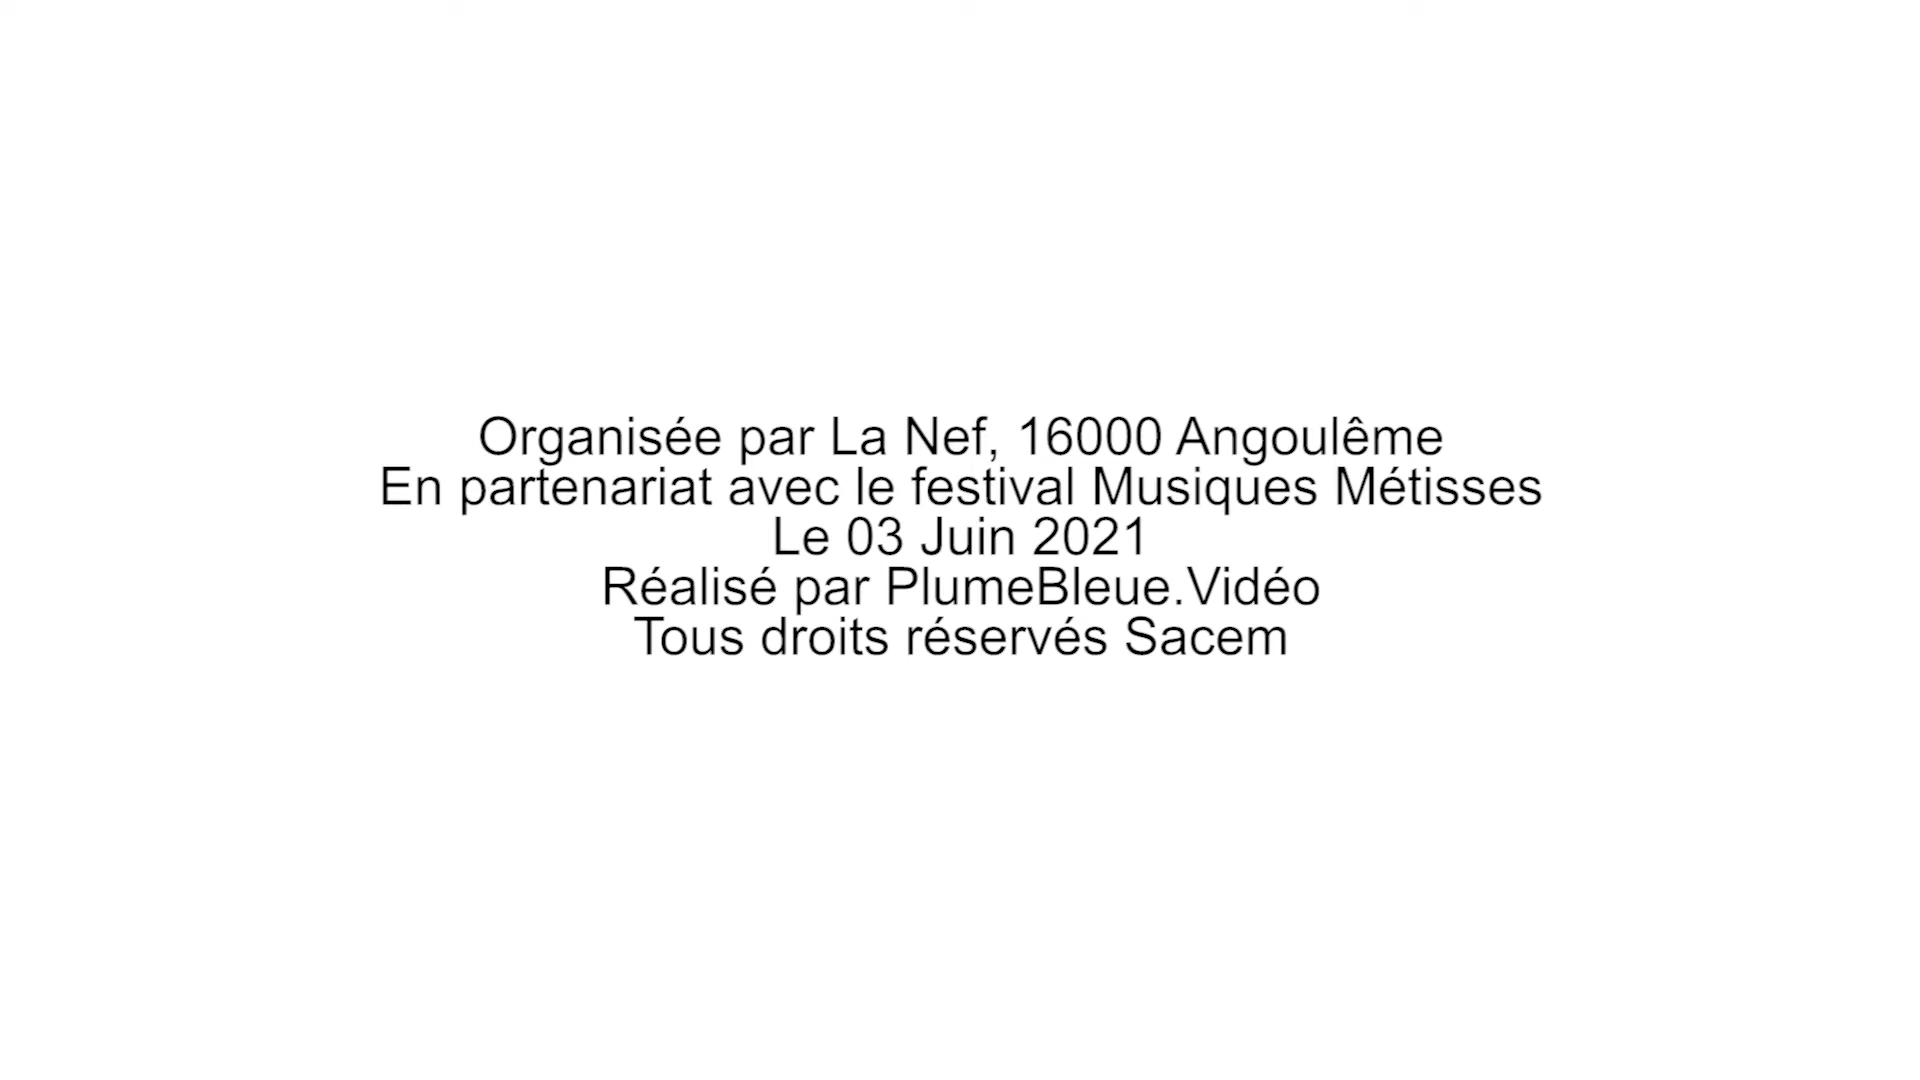 Organisée par La Nef, 16000 Angoulême
En partenariat avec le festival Musiques Métisses
Le 03 Juin 2021
Réalisé par PlumeBleue.Vidéo
Tous droits réservés Sacem